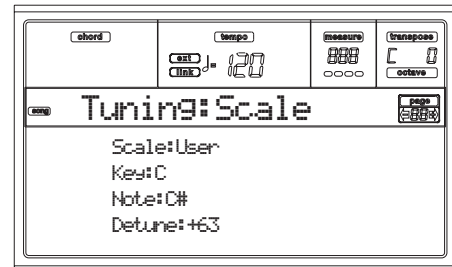 chord
tempo
measure
transpose
ext
link
= 120
888
C 0
octave
song
Tuning:Scale
page
88
Scale:User
Key:C
Note:C#
Detune:+63